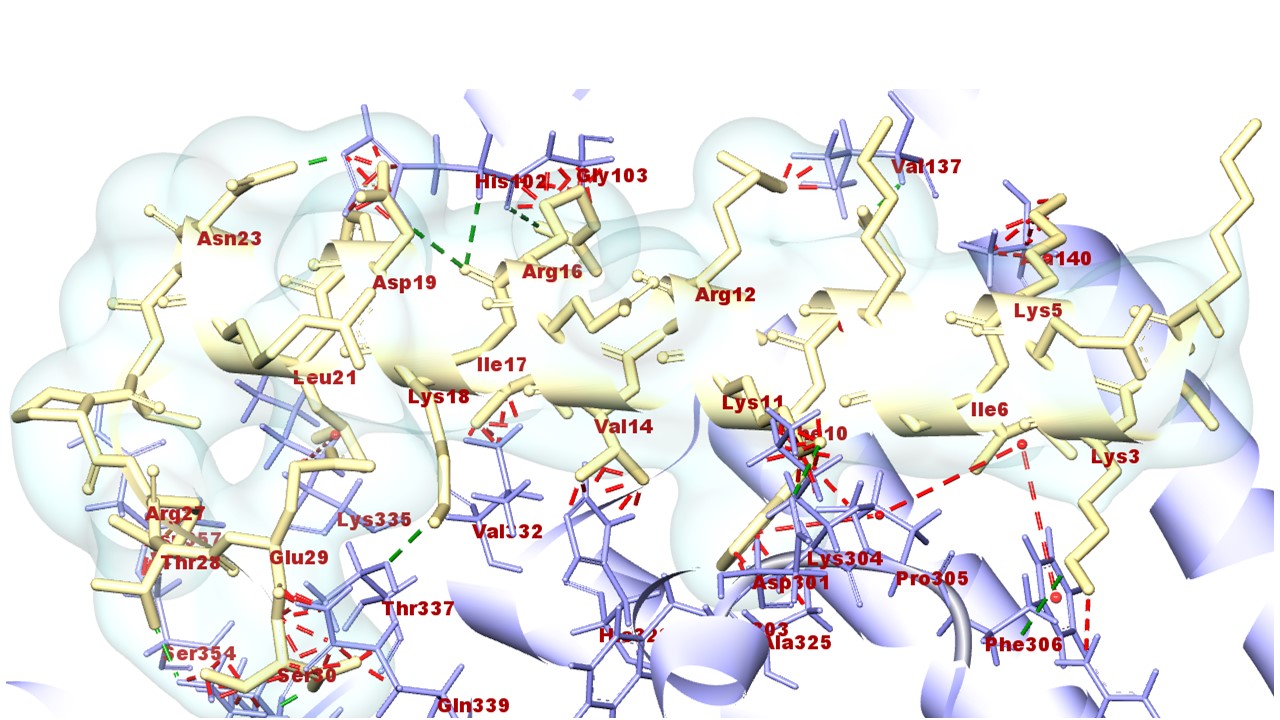 Val137
His102
Gly103
Asn23
Asp19
Arg16
Arg12
Lys5
Ile17
Leu21
Lys18
Lys11
Ile6
Val14
Lys3
Arg27
Lys335
Val332
Thr28
Glu29
Lys304
Asp301
Pro305
Thr337
Ala325
Phe306
Ser354
Ser30
Gln339